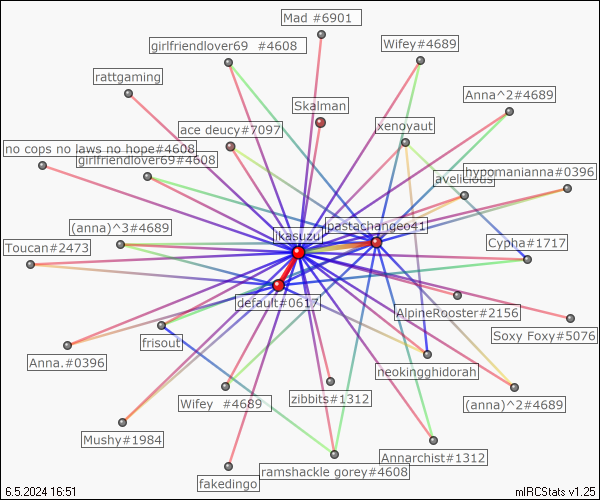 Mad #6901
girlfriendlover69  #4608
Wifey#4689
rattgaming
Anna^2#4689
Skalman
xenoyaut
ace deucy#7097
no cops no laws no hope#4608
girlfriendlover69#4608
hypomanianna#0396
avelicious
(anna)^3#4689
ikasuzu
pastachangeo41
Toucan#2473
Cypha#1717
default#0617
AlpineRooster#2156
Soxy Foxy#5076
frisout
Anna.#0396
neokingghidorah
zibbits#1312
Wifey  #4689
(anna)^2#4689
Mushy#1984
Annarchist#1312
ramshackle gorey#4608
fakedingo
6.5.2024 16:51
mIRCStats v1.25